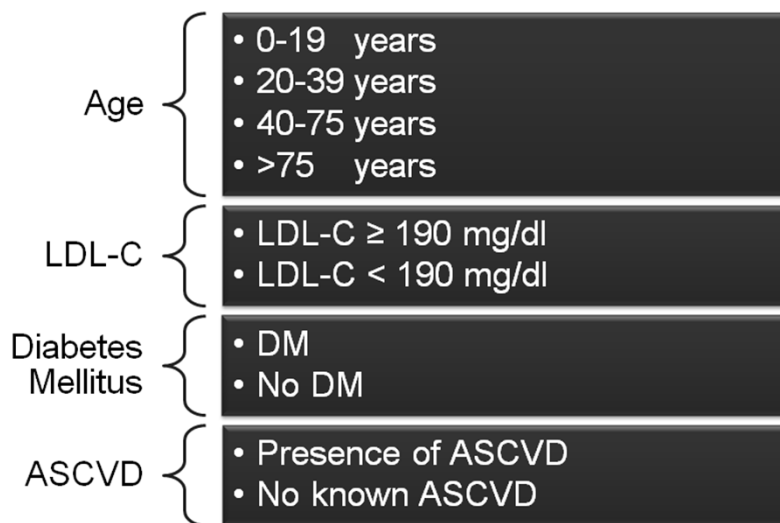 Age
• 0-19 years
• 20-39 years
• 40-75 years
• >75 years
LDL-C
• LDL-C ≥ 190 mg/dl
• LDL-C < 190 mg/dl
Diabetes
Mellitus
• DM
• No DM
ASCVD
• Presence of ASCVD
• No known ASCVD